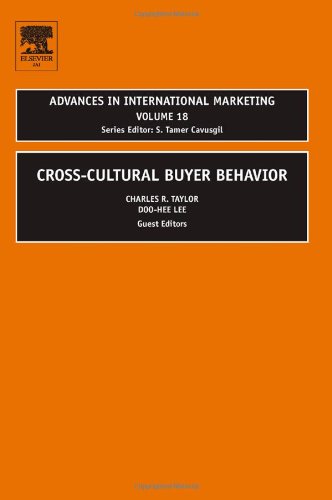 ELSEVIER
JAI
ADVANCES IN INTERNATIONAL MARKETING
VOLUME 18
Series Editor: S. Tamer Cavusgil
CROSS-CULTURAL BUYER BEHAVIOR
CHARLES R. TAYLOR
DOO-HEE LEE
Guest Editors